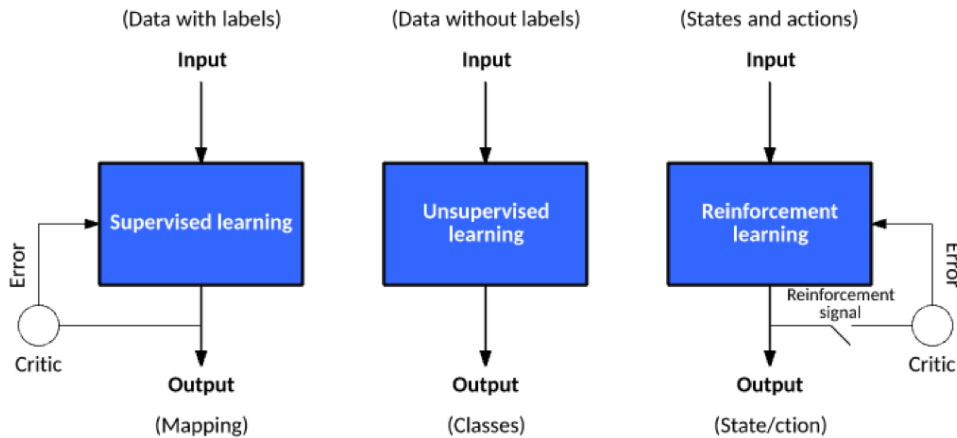 (Data with labels)
Input
Supervised learning
Error
Critic
Output
(Mapping)
(Data without labels)
Input
Unsupervised
learning
Output
(Classes)
(States and actions)
Input
Reinforcement
learning
Reinforcement
signal
Error
Critic
Output
(State/ction)